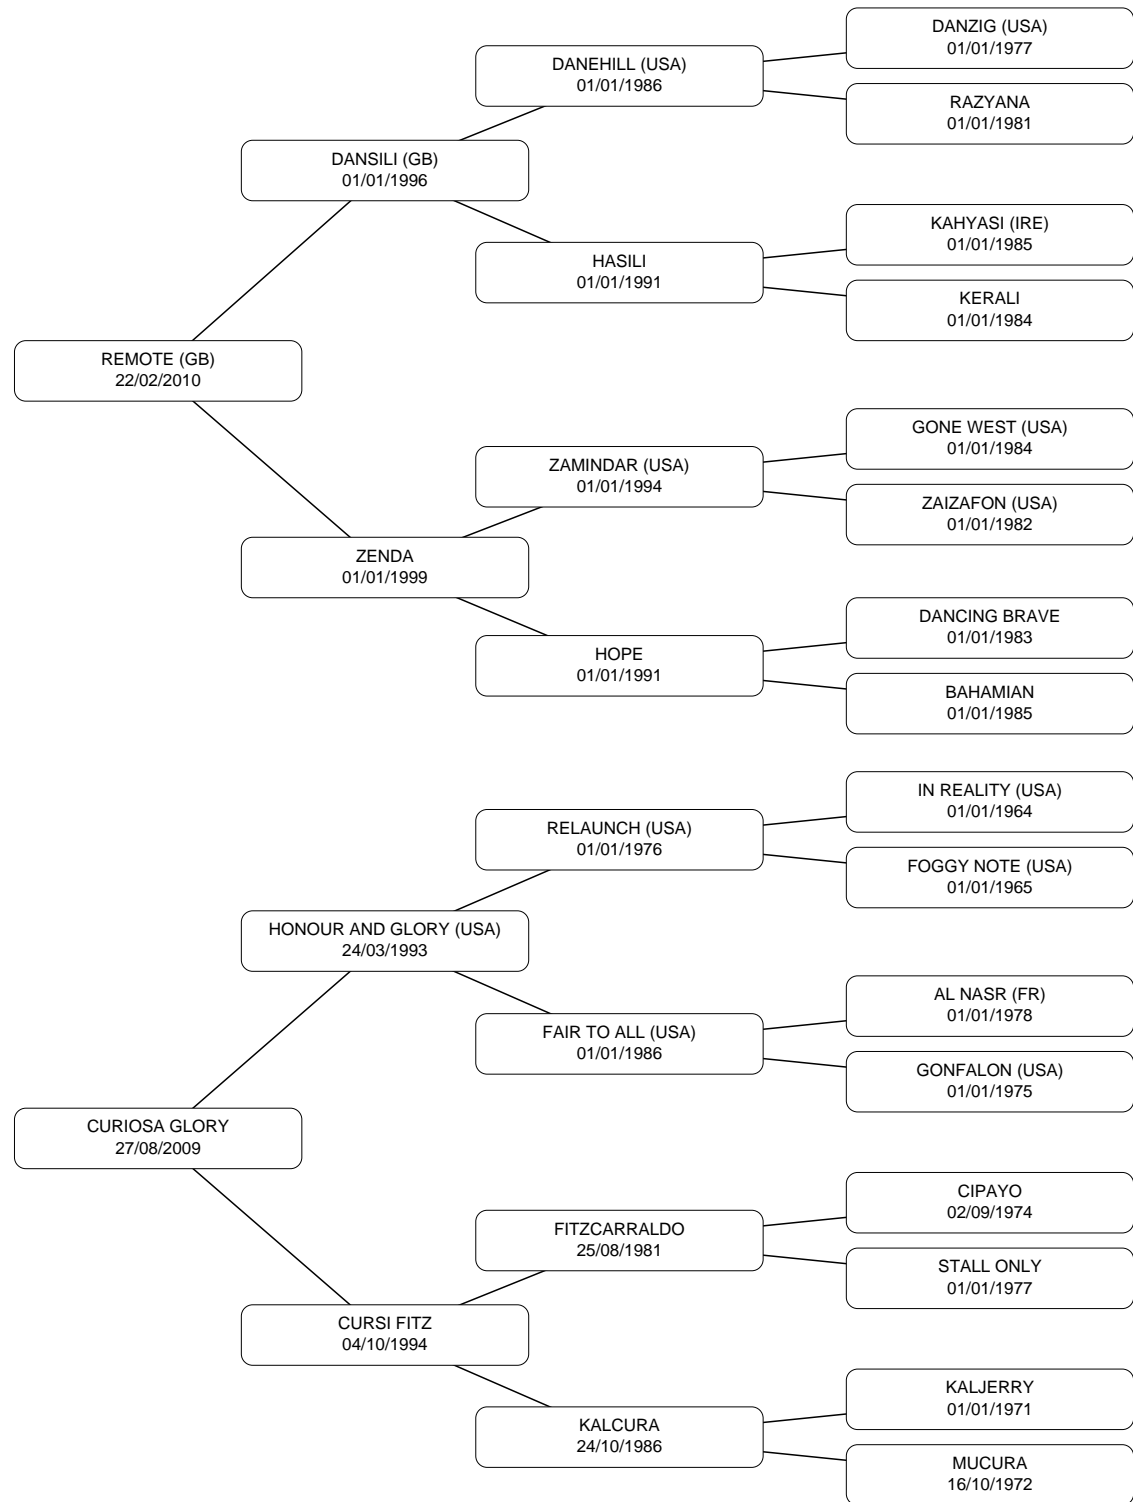 DANZIG (USA)
01/01/1977
DANEHILL (USA)
01/01/1986
RAZYANA
01/01/1981
DANSILI (GB)
01/01/1996
KAHYASI (IRE)
01/01/1985
HASILI
01/01/1991
KERALI
01/01/1984
REMOTE (GB)
22/02/2010
GONE WEST (USA)
01/01/1984
ZAMINDAR (USA)
01/01/1994
ZAIZAFON (USA)
01/01/1982
ZENDA
01/01/1999
DANCING BRAVE
01/01/1983
HOPE
01/01/1991
BAHAMIAN
01/01/1985
IN REALITY (USA)
01/01/1964
RELAUNCH (USA)
01/01/1976
FOGGY NOTE (USA)
01/01/1965
HONOUR AND GLORY (USA)
24/03/1993
AL NASR (FR)
01/01/1978
FAIR TO ALL (USA)
01/01/1986
GONFALON (USA)
01/01/1975
CURIOSA GLORY
27/08/2009
CIPAYO
02/09/1974
FITZCARRALDO
25/08/1981
STALL ONLY
01/01/1977
CURSI FITZ
04/10/1994
KALJERRY
01/01/1971
KALCURA
24/10/1986
MUCURA
16/10/1972